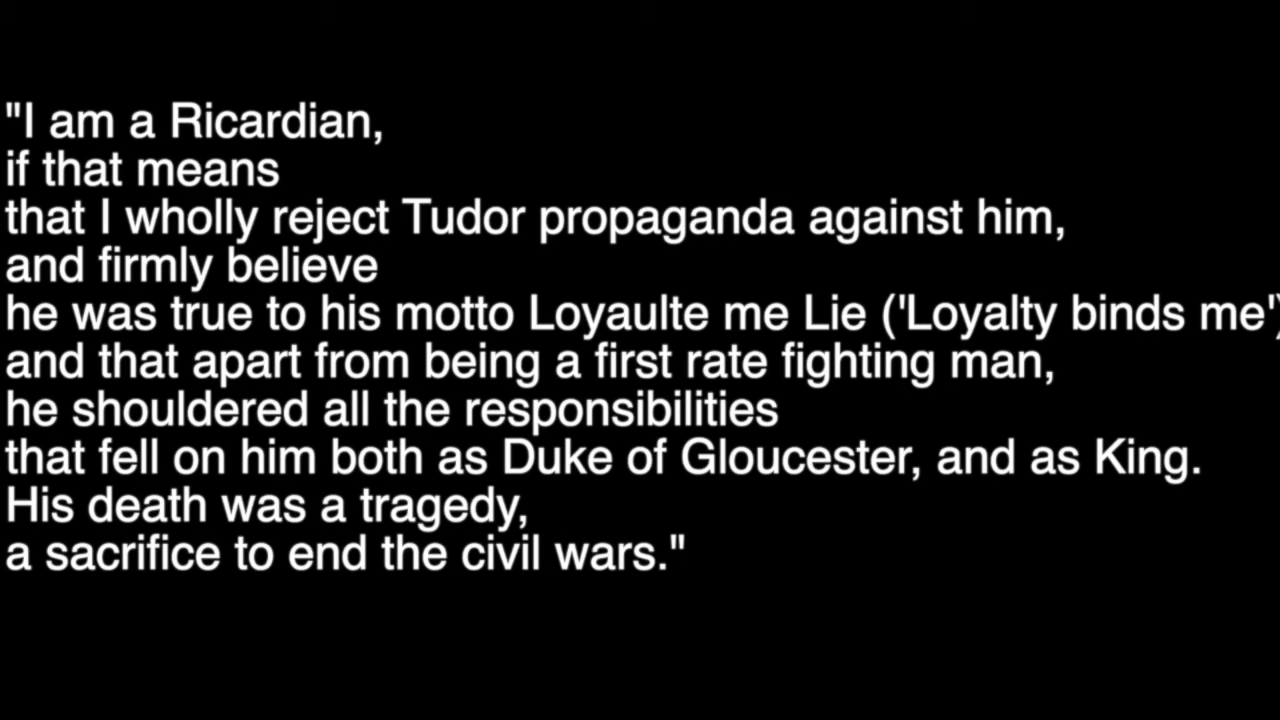 "I am a Ricardian,
if that means
that I wholly reject Tudor propaganda against him,
and firmly believe
he was true to his motto Loyaulte me Lie ('Loyalty binds me')
and that apart from being a first rate fighting man,
he shouldered all the responsibilities
that fell on him both as Duke of Gloucester, and as King.
His death was a tragedy,
a sacrifice to end the civil wars."